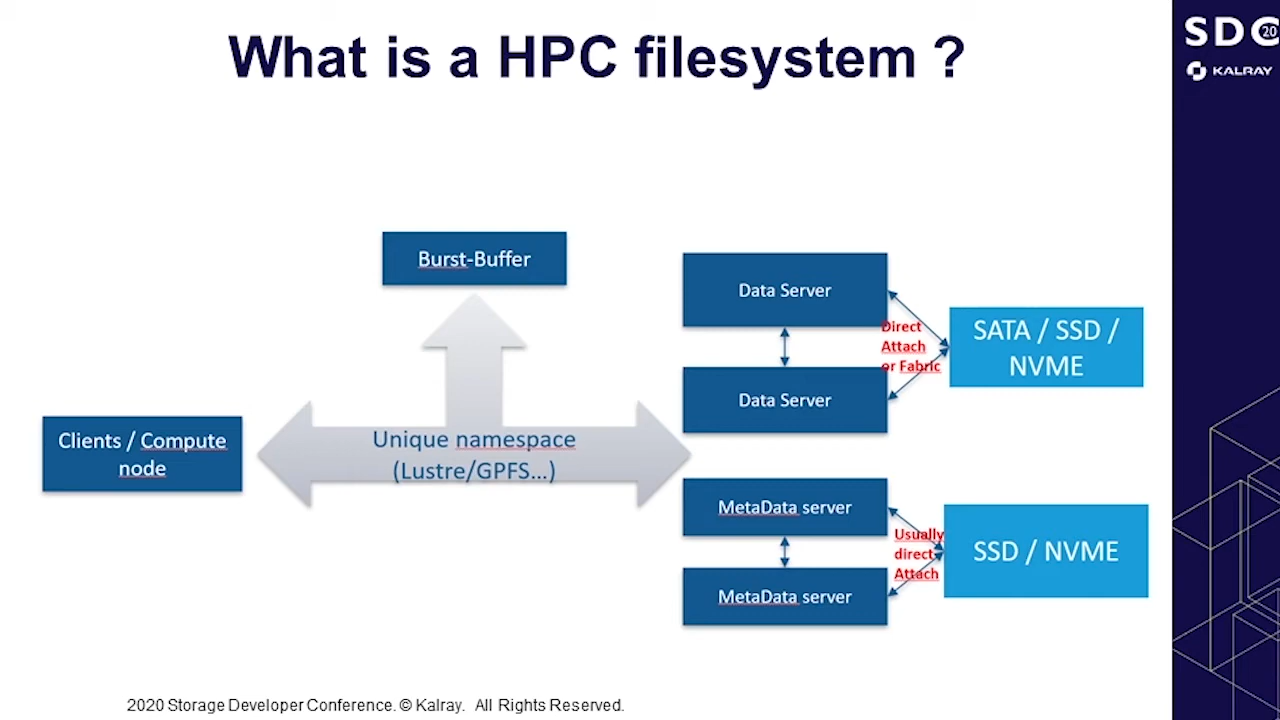 What is a HPC filesystem ?
SDC 20
KALRAY
Burst-Buffer
Data Server
Direct
Attach
or Fabric
SATA / SSD /
NVME
Data Server
Clients / Compute
node
Unique namespace
(Lustre/GPFS...)
MetaData server
Usually
direct
Attach
SSD / NVME
MetaData server
2020 Storage Developer Conference. © Kalray. All Rights Reserved.